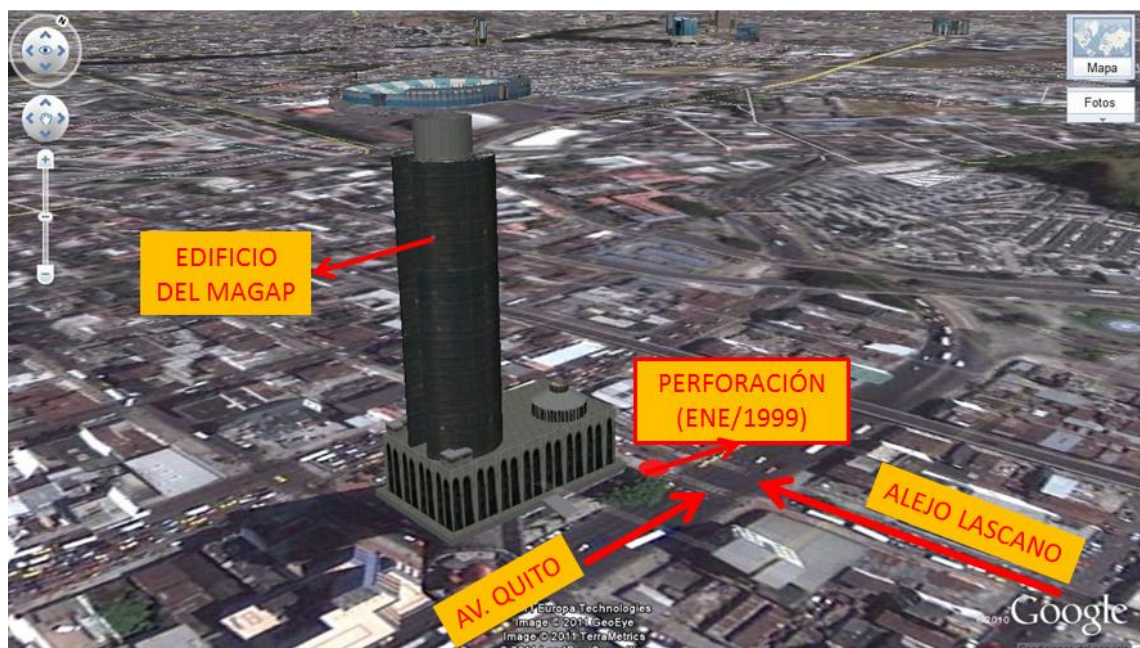 N
Mapa
Fotos
EDIFICIO
DEL MAGAP
PERFORACIÓN
(ENE/1999)
ALEJO LASCANO
AV. QUITO
Europa Technologies
Image © 2011 GeoEye
Image © 2011 TerraMetrics
©2010 Google